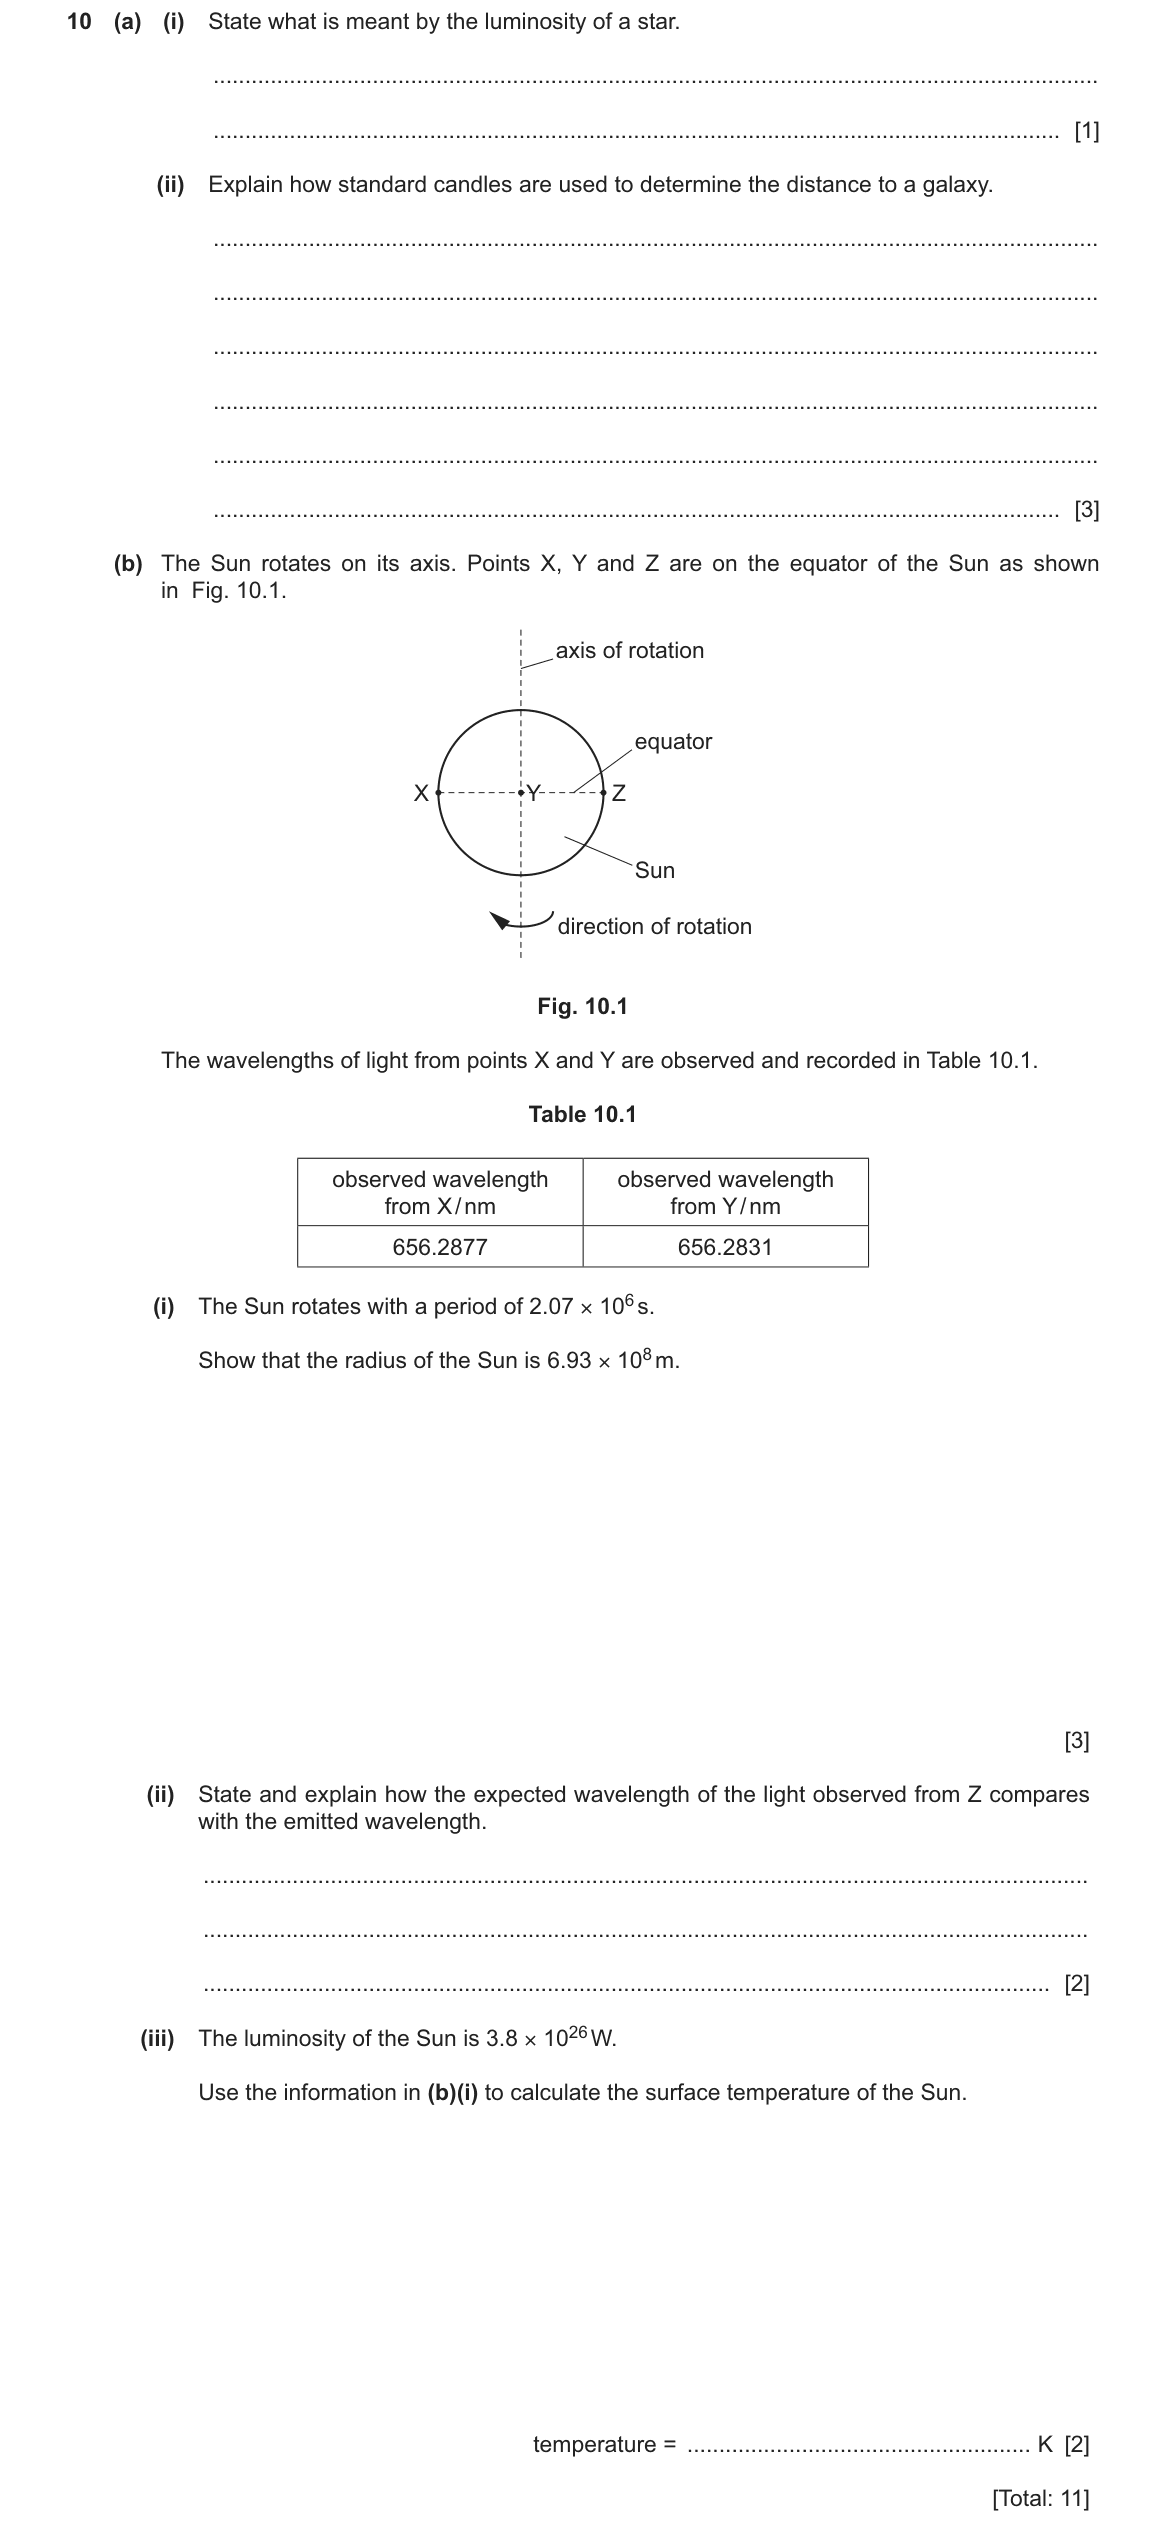 10 (a) (i) State what is meant by the luminosity of a star.
..........................................................................................................................................
.................................................................................................................................... [1]
(ii) Explain how standard candles are used to determine the distance to a galaxy.
..........................................................................................................................................
..........................................................................................................................................
..........................................................................................................................................
..........................................................................................................................................
..........................................................................................................................................
.................................................................................................................................... [3]
(b) The Sun rotates on its axis. Points X, Y and Z are on the equator of the Sun as shown
in Fig. 10.1.
axis of rotation
equator
X Y Z
Sun
direction of rotation
Fig. 10.1
The wavelengths of light from points X and Y are observed and recorded in Table 10.1.
Table 10.1
observed wavelength from X/nm observed wavelength from Y/nm
656.2877 656.2831
(i) The Sun rotates with a period of 2.07 × 10⁶ s.
Show that the radius of the Sun is 6.93 × 10⁸ m.
[3]
(ii) State and explain how the expected wavelength of the light observed from Z compares
with the emitted wavelength.
..........................................................................................................................................
..........................................................................................................................................
.................................................................................................................................... [2]
(iii) The luminosity of the Sun is 3.8 × 10²⁶ W.
Use the information in (b)(i) to calculate the surface temperature of the Sun.
temperature = ...................................................... K [2]
[Total: 11]